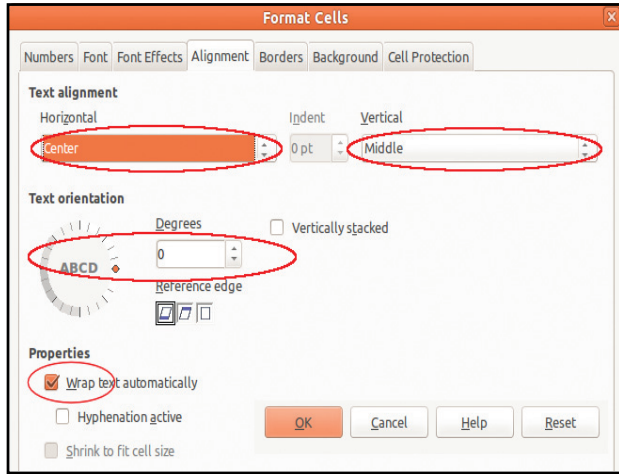 Format Cells
Numbers Font Font Effects Alignment Borders Background Cell Protection
Text alignment
Horizontal Indent Vertical
Center 0 pt Middle
Text orientation
Degrees Vertically stacked
ABCD 0
Reference edge
Properties
Wrap text automatically
Hyphenation active OK Cancel Help Reset
Shrink to fit cell size